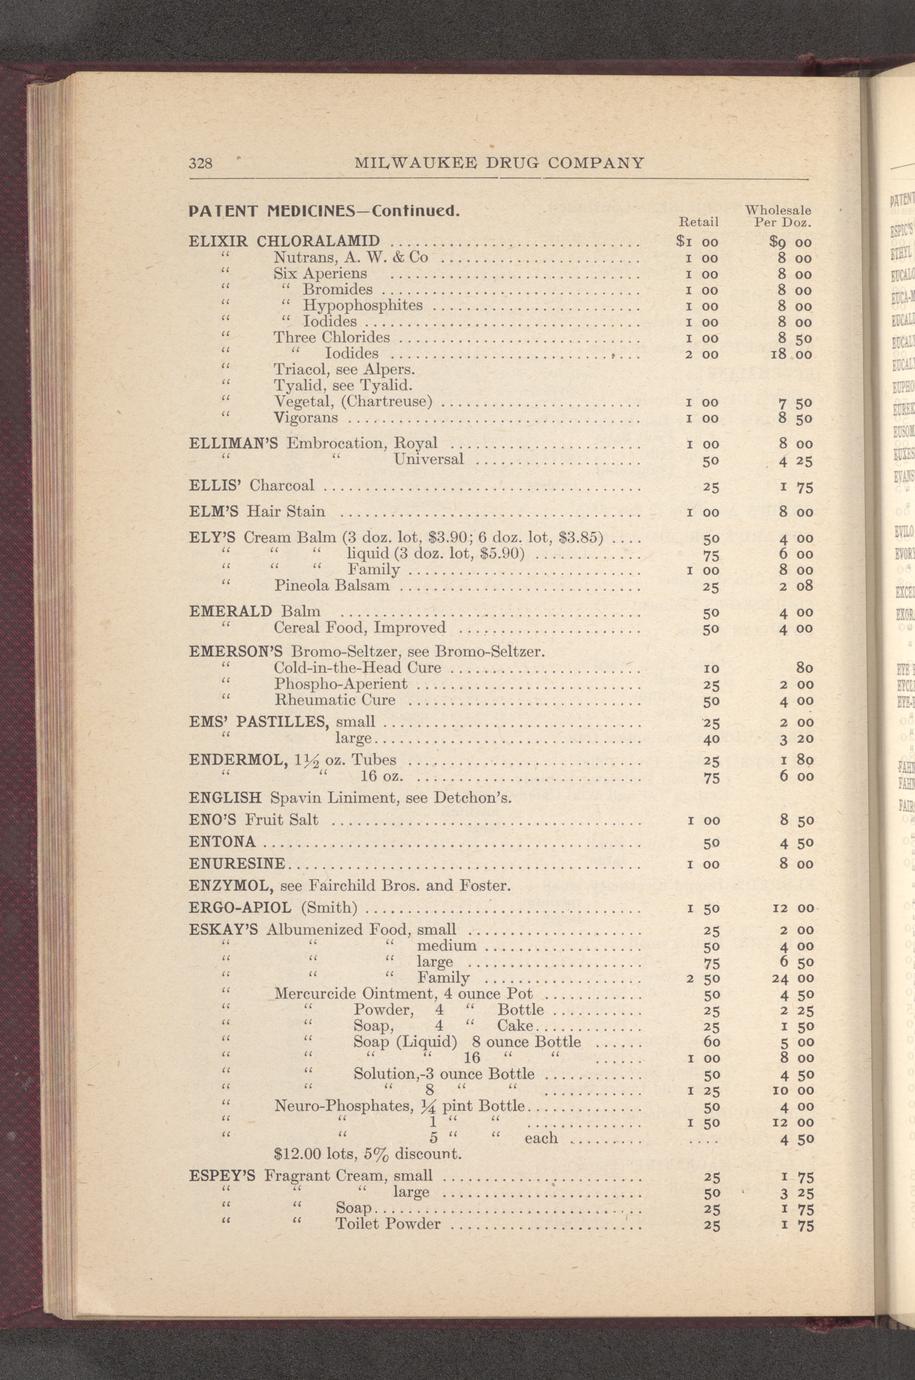 328 MILWAUKEE DRUG COMPANY
PATENT MEDICINES—Continued.
Wholesale
Retail Per Doz.
ELIXIR CHLORALAMID .............................. $1 00 $9 00
“ Nutrans, A. W. & Co ........................ 1 00 8 00
“ Six Aperiens .............................. 1 00 8 00
“ “ Bromides ............................... 1 00 8 00
“ “ Hypophosphites ......................... 1 00 8 00
“ “ Iodides ................................. 1 00 8 00
“ Three Chlorides ............................. 1 00 8 50
“ “ Iodides .............................. 2 00 18 00
“ Triacol, see Alpers.
“ Tyalid, see Tyalid.
“ Vegetal, (Chartreuse) ........................ 1 00 7 50
“ Vigorans ................................... 1 00 8 50
ELLIMAN'S Embrocation, Royal ....................... 1 00 8 00
“ “ Universal .................... 50 4 25
ELLIS' Charcoal ...................................... 25 1 75
ELM'S Hair Stain .................................... 1 00 8 00
ELY'S Cream Balm (3 doz. lot, $3.90; 6 doz. lot, $3.85) .... 50 4 00
“ “ “ liquid (3 doz. lot, $5.90) ............. 75 6 00
“ “ “ Family ............................ 1 00 8 00
“ Pineola Balsam ............................. 25 2 08
EMERALD Balm .................................... 50 4 00
“ Cereal Food, Improved ...................... 50 4 00
EMERSON'S Bromo-Seltzer, see Bromo-Seltzer.
“ Cold-in-the-Head Cure ....................... 10 80
“ Phospho-Aperient ........................... 25 2 00
“ Rheumatic Cure ............................ 50 4 00
EMS' PASTILLES, small ............................... 25 2 00
“ large ................................ 40 3 20
ENDERMOL, 1½ oz. Tubes ............................ 25 1 80
“ “ 16 oz. ........................... 75 6 00
ENGLISH Spavin Liniment, see Detchon's.
ENO'S Fruit Salt ..................................... 1 00 8 50
ENTONA ............................................. 50 4 50
ENURESINE .......................................... 1 00 8 00
ENZYMOL, see Fairchild Bros. and Foster.
ERGO-APIOL (Smith) ................................. 1 50 12 00
ESKAY'S Albumenized Food, small ..................... 25 2 00
“ “ “ medium ................... 50 4 00
“ “ “ large ..................... 75 6 50
“ “ “ Family ................... 2 50 24 00
“ Mercurcide Ointment, 4 ounce Pot ............ 50 4 50
“ “ Powder, 4 “ Bottle ........... 25 2 25
“ “ Soap, 4 “ Cake ............. 25 1 50
“ “ Soap (Liquid) 8 ounce Bottle ...... 60 5 00
“ “ “ “ 16 “ “ ...... 1 00 8 00
“ “ Solution,-3 ounce Bottle ............ 50 4 50
“ “ “ 8 “ “ ............ 1 25 10 00
“ Neuro-Phosphates, ¼ pint Bottle .............. 50 4 00
“ “ 1 “ “ .............. 1 50 12 00
“ “ 5 “ “ each ......... .... 4 50
$12.00 lots, 5% discount.
ESPEY'S Fragrant Cream, small ........................ 25 1 75
“ “ “ large ........................ 50 3 25
“ “ Soap ................................ 25 1 75
“ “ Toilet Powder ....................... 25 1 75